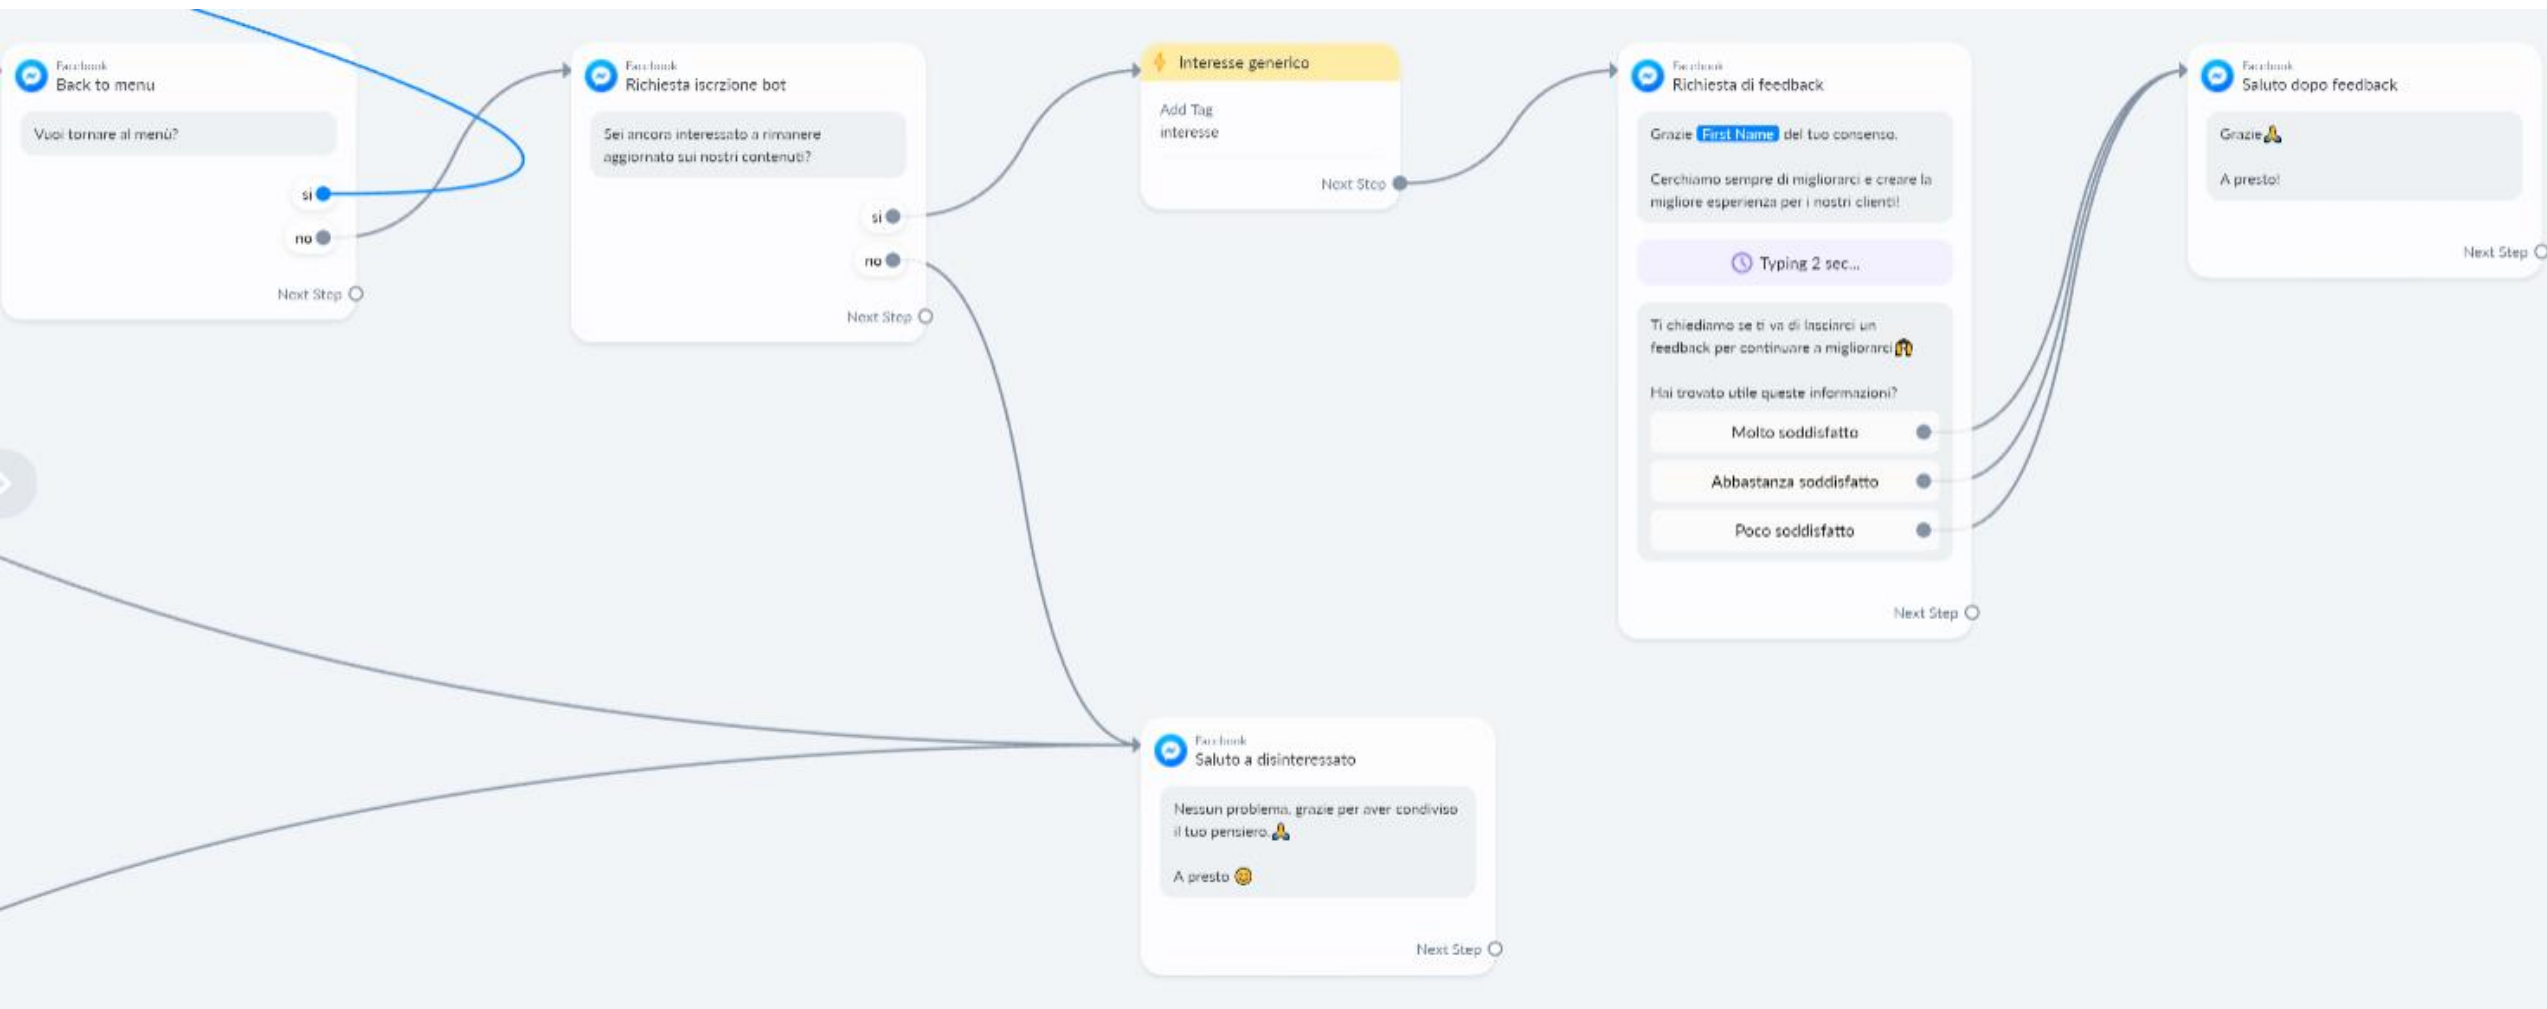 Facebook
Back to menu
Vuoi tornare al menù?
si
no
Next Step
Facebook
Richiesta iscrzione bot
Sei ancora interessato a rimanere
aggiornato sui nostri contenuti?
si
no
Next Step
Interesse generico
Add Tag
interesse
Next Step
Facebook
Richiesta di feedback
Grazie First Name del tuo consenso.
Cerchiamo sempre di migliorarci e creare la
migliore esperienza per i nostri clienti!
Typing 2 sec...
Ti chiediamo se ti va di lasciarci un
feedback per continuare a migliorarci
Hai trovato utile queste informazioni?
Molto soddisfatto
Abbastanza soddisfatto
Poco soddisfatto
Next Step
Facebook
Saluto dopo feedback
Grazie🙏
A presto!
Next Step
Facebook
Saluto a disinteressato
Nessun problema, grazie per aver condiviso
il tuo pensiero.🙏
A presto 😊
Next Step